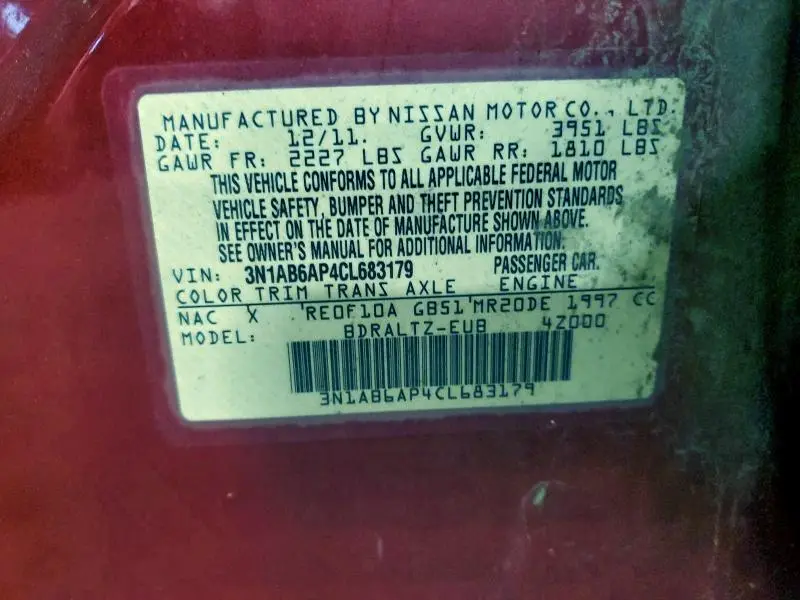 MANUFACTURED BY NISSAN MOTOR CO., LTD.
DATE: 12/11. GVWR: 3951 LBS
GAWR FR: 2227 LBS GAWR RR: 1810 LBS
THIS VEHICLE CONFORMS TO ALL APPLICABLE FEDERAL MOTOR
VEHICLE SAFETY, BUMPER AND THEFT PREVENTION STANDARDS
IN EFFECT ON THE DATE OF MANUFACTURE SHOWN ABOVE.
SEE OWNER'S MANUAL FOR ADDITIONAL INFORMATION.
VIN: 3N1AB6AP4CL683179 PASSENGER CAR.
COLOR TRIM TRANS AXLE ENGINE
NAC X RE0F10A GB51 MR20DE 1997 CC
MODEL: BDRALTZ-EUB 4Z000
3N1AB6AP4CL683179